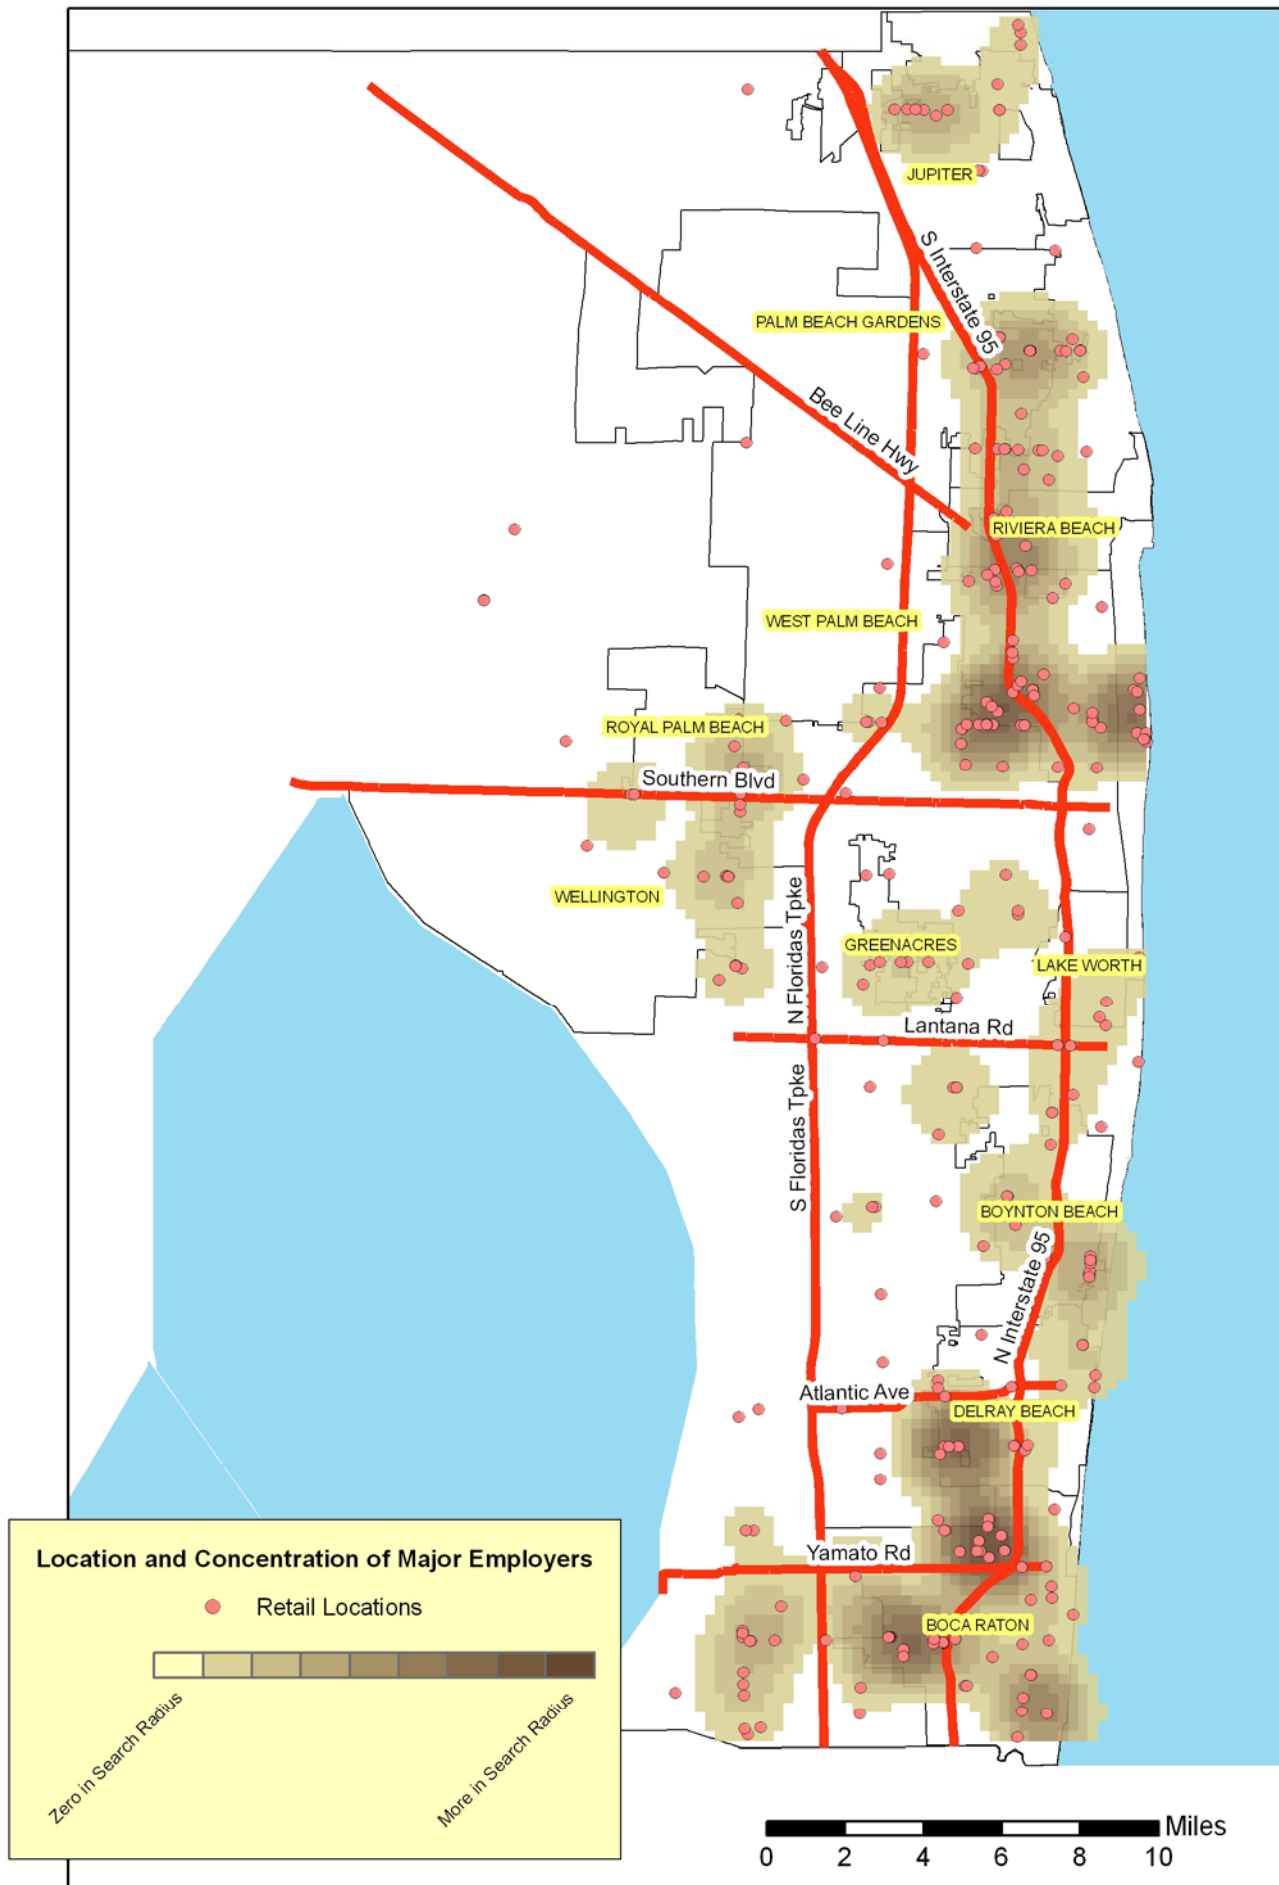 JUPITER
S Interstate 95
PALM BEACH GARDENS
Bee Line Hwy
RIVIERA BEACH
WEST PALM BEACH
ROYAL PALM BEACH
Southern Blvd
WELLINGTON
N Floridas Tpke
GREENACRES
LAKE WORTH
Lantana Rd
S Floridas Tpke
BOYNTON BEACH
N Interstate 95
Atlantic Ave
DELRAY BEACH
Yamato Rd
BOCA RATON
Location and Concentration of Major Employers
Retail Locations
Zero in Search Radius
More in Search Radius
Miles
0 2 4 6 8 10